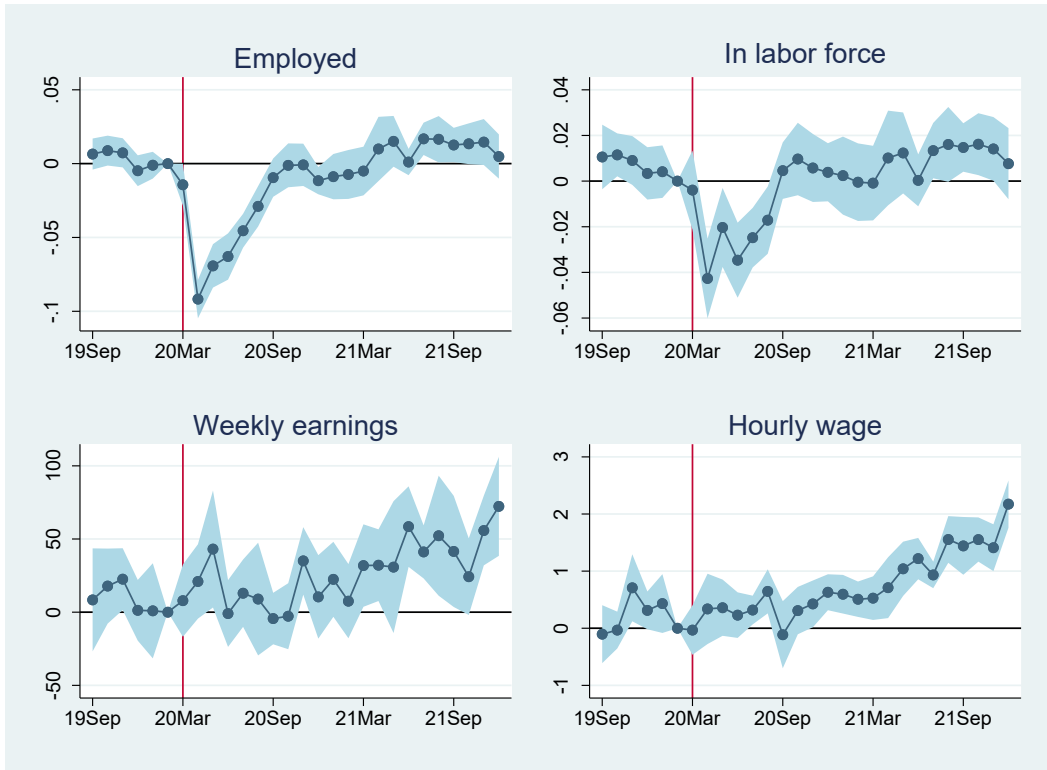 Employed
.05
0
-.05
-.1
19Sep 20Mar 20Sep 21Mar 21Sep
In labor force
.04
.02
0
-.02
-.04
-.06
19Sep 20Mar 20Sep 21Mar 21Sep
Weekly earnings
100
50
0
-50
19Sep 20Mar 20Sep 21Mar 21Sep
Hourly wage
3
2
1
0
-1
19Sep 20Mar 20Sep 21Mar 21Sep